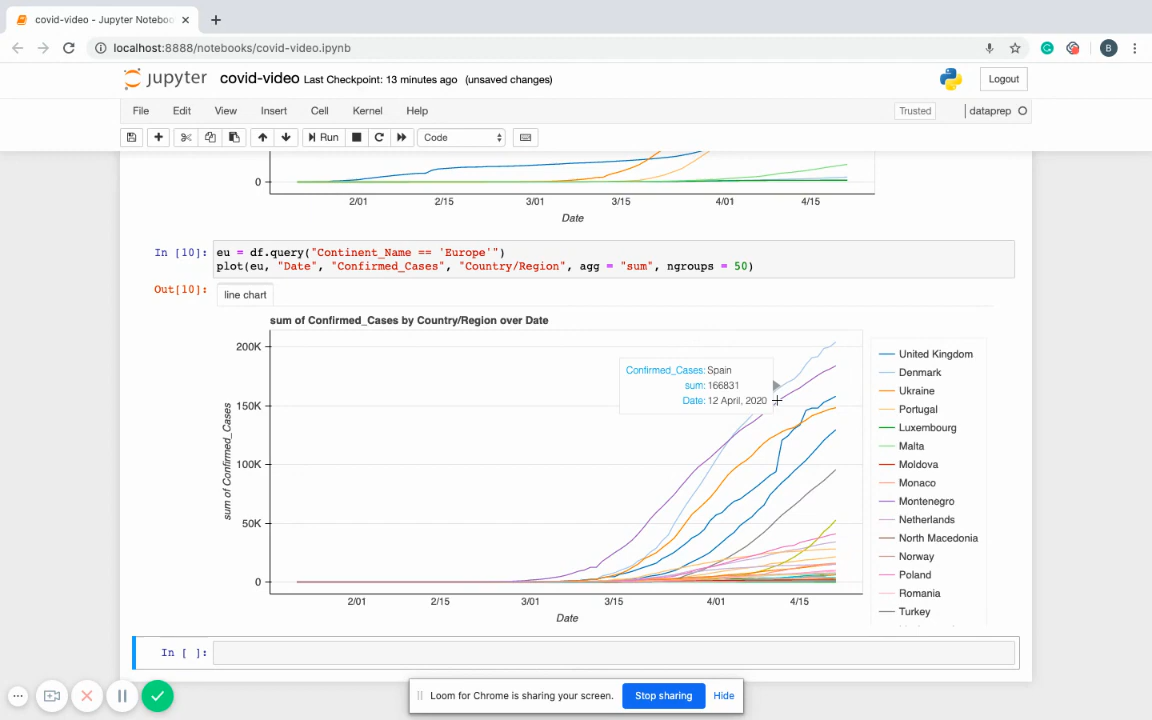 covid-video - Jupyter Noteboo
localhost:8888/notebooks/covid-video.ipynb
B
jupyter covid-video Last Checkpoint: 13 minutes ago (unsaved changes)
Logout
File Edit View Insert Cell Kernel Help
Trusted
dataprep
Run
Code
0
2/01 2/15 3/01 3/15 4/01 4/15
Date
In [10]: eu = df.query("Continent_Name == 'Europe'")
plot(eu, "Date", "Confirmed_Cases", "Country/Region", agg = "sum", ngroups = 50)
Out[10]: line chart
sum of Confirmed_Cases by Country/Region over Date
sum of Confirmed_Cases
200K
150K
100K
50K
0
Confirmed_Cases: Spain
sum: 166831
Date: 12 April, 2020
2/01 2/15 3/01 3/15 4/01 4/15
Date
United Kingdom
Denmark
Ukraine
Portugal
Luxembourg
Malta
Moldova
Monaco
Montenegro
Netherlands
North Macedonia
Norway
Poland
Romania
Turkey
In [ ]:
Loom for Chrome is sharing your screen. Stop sharing Hide